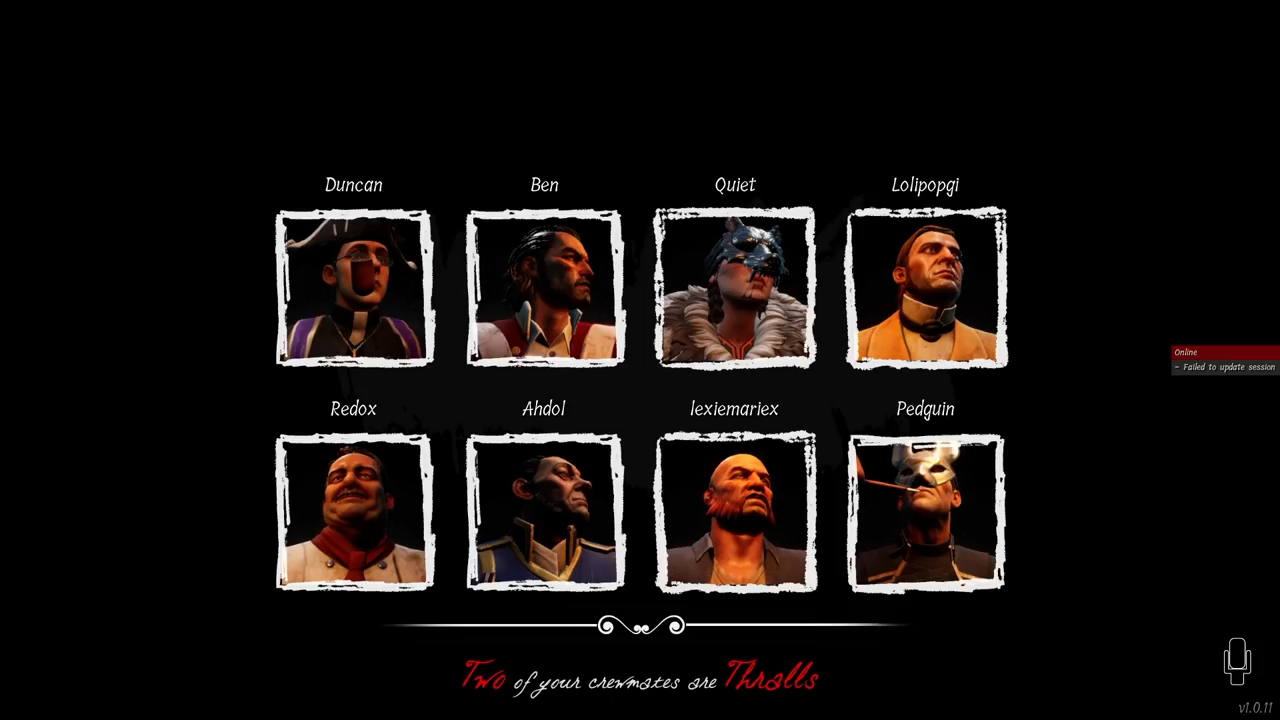 Duncan
Ben
Quiet
Lolipopgi
Redox
Ahdol
lexiemariex
Pedguin
Online
- Failed to update session
Two of your crewmates are Thralls
v1.0.11